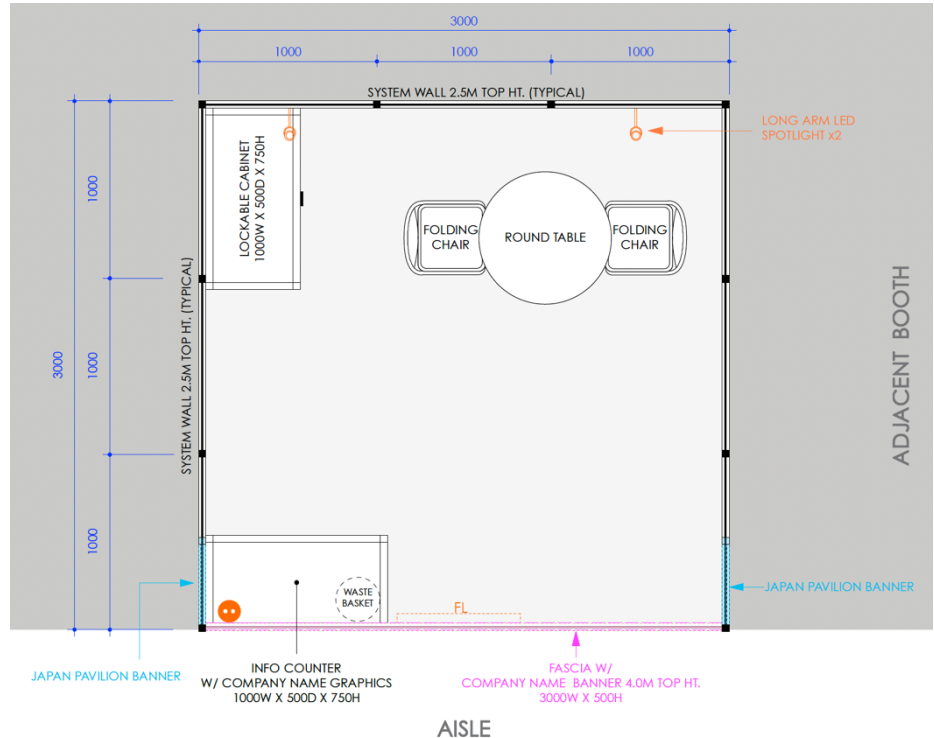 3000
1000
1000
1000
SYSTEM WALL 2.5M TOP HT. (TYPICAL)
LONG ARM LED
SPOTLIGHT x2
LOCKABLE CABINET
1000W X 500D X 750H
1000
FOLDING
CHAIR
ROUND TABLE
FOLDING
CHAIR
SYSTEM WALL 2.5M TOP HT. (TYPICAL)
3000
1000
ADJACENT BOOTH
1000
WASTE
BASKET
FL
JAPAN PAVILION BANNER
JAPAN PAVILION BANNER
INFO COUNTER
W/ COMPANY NAME GRAPHICS
1000W X 500D X 750H
FASCIA W/
COMPANY NAME BANNER 4.0M TOP HT.
3000W X 500H
AISLE